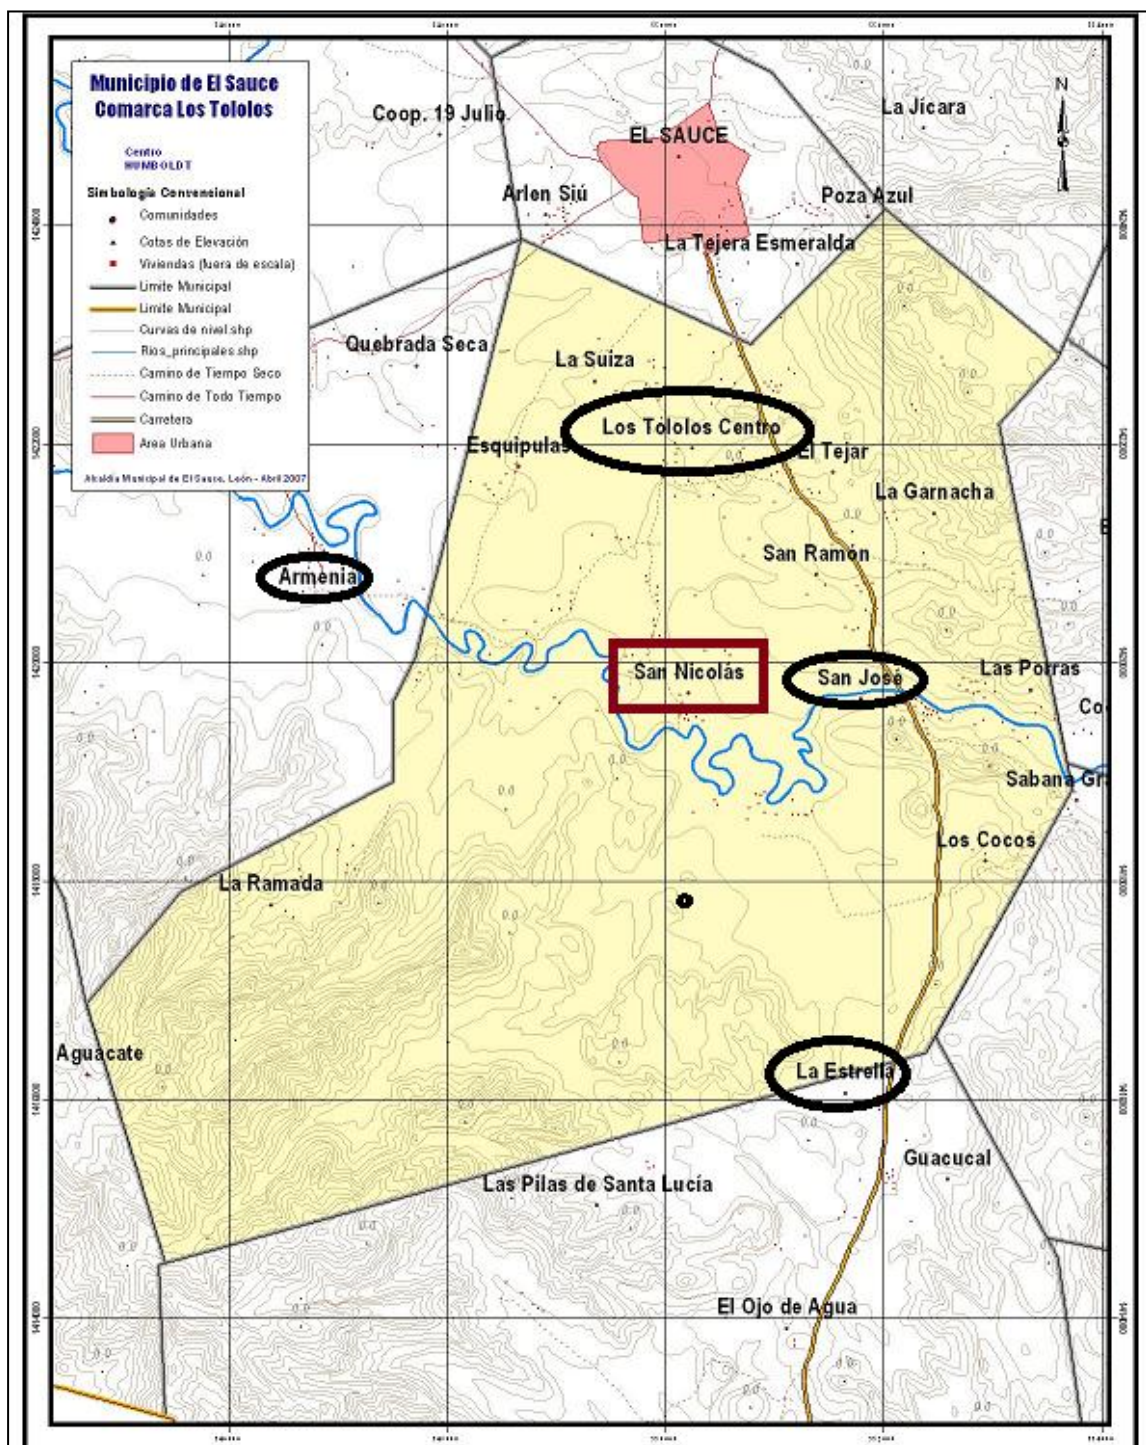 Municipio de El Sauce
Comarca Los Tololos
Centro
HUMBOLDT
Simbología Convencional
Comunidades
Cotas de Elevación
Viviendas (fuera de escala)
Limite Municipal
Limite Municipal
Curvas de nivel.shp
Rios_principales.shp
Camino de Tiempo Seco
Camino de Todo Tiempo
Carretera
Area Urbana
Alcaldía Municipal de El Sauce, León - Abril 2007
N
Coop. 19 Julio
La Jícara
EL SAUCE
Arlen Siú
Poza Azul
La Tejera Esmeralda
Quebrada Seca
La Suiza
Los Tololos Centro
Esquipulas
El Tejar
La Garnacha
San Ramón
Armenia
San Nicolás
San José
Las Porras
Co
Sabana Gra
Los Cocos
La Ramada
Aguacate
La Estrella
Guacucal
Las Pilas de Santa Lucía
El Ojo de Agua